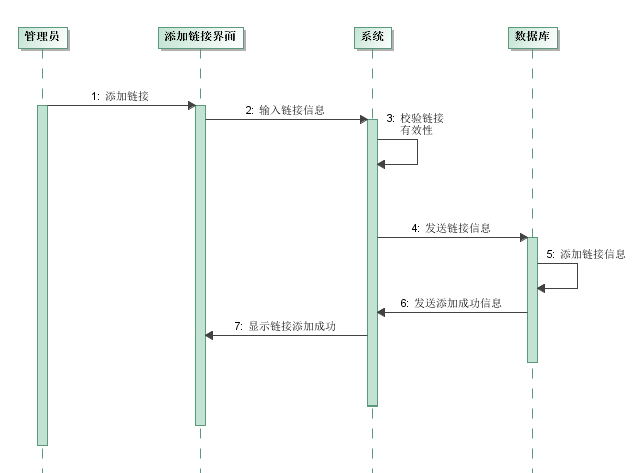 管理员
添加链接界面
系统
数据库
1: 添加链接
2: 输入链接信息
3: 校验链接
有效性
4: 发送链接信息
5: 添加链接信息
6: 发送添加成功信息
7: 显示链接添加成功